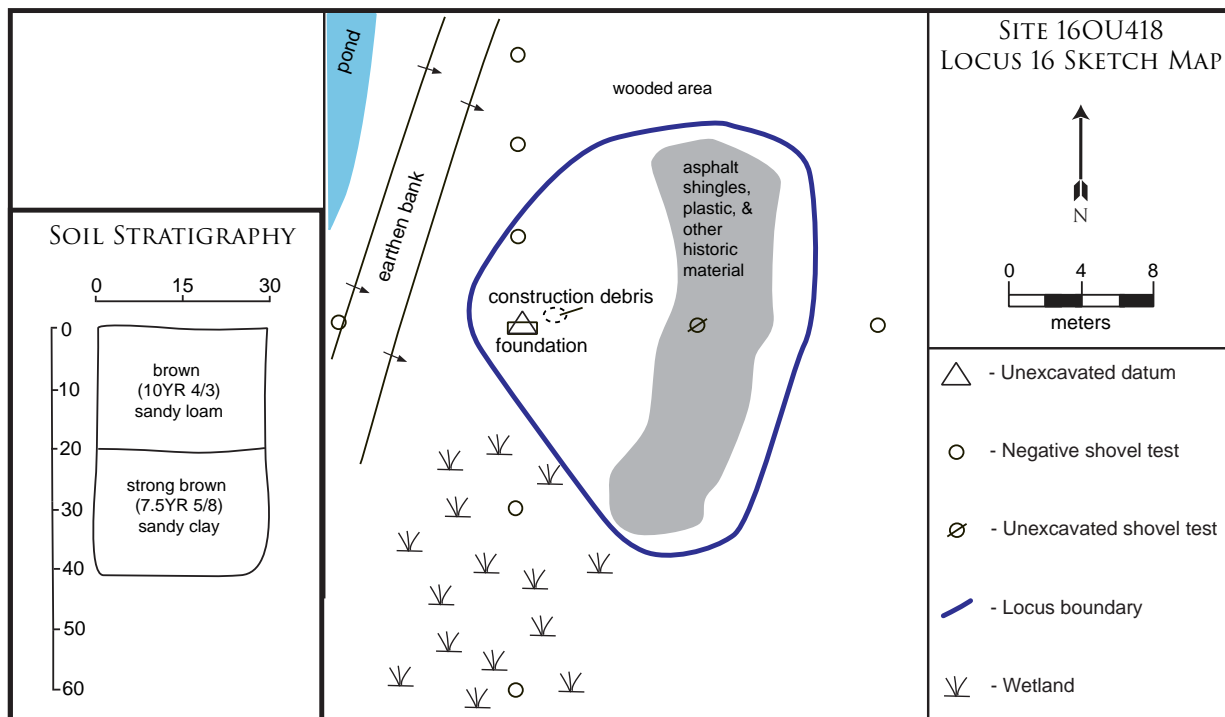 SITE 16OU418
LOCUS 16 SKETCH MAP
N
0 4 8
meters
- Unexcavated datum
- Negative shovel test
- Unexcavated shovel test
- Locus boundary
- Wetland
pond
earthen bank
wooded area
asphalt
shingles,
plastic, &
other
historic
material
construction debris
foundation
SOIL STRATIGRAPHY
0 15 30
0
-10
-20
-30
-40
-50
-60
brown
(10YR 4/3)
sandy loam
strong brown
(7.5YR 5/8)
sandy clay